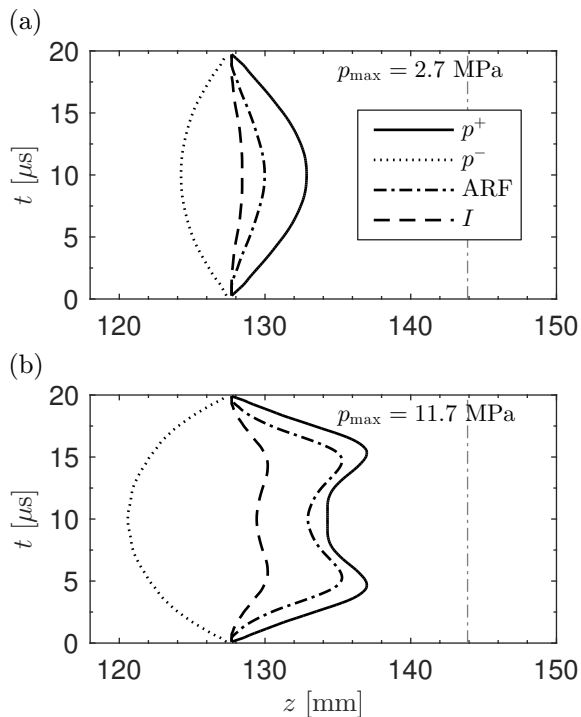 (a)
20
15
10
5
0
t [μs]
p_max = 2.7 MPa
p⁺
p⁻
ARF
I
120 130 140 150
(b)
20
15
10
5
0
t [μs]
p_max = 11.7 MPa
120 130 140 150
z [mm]